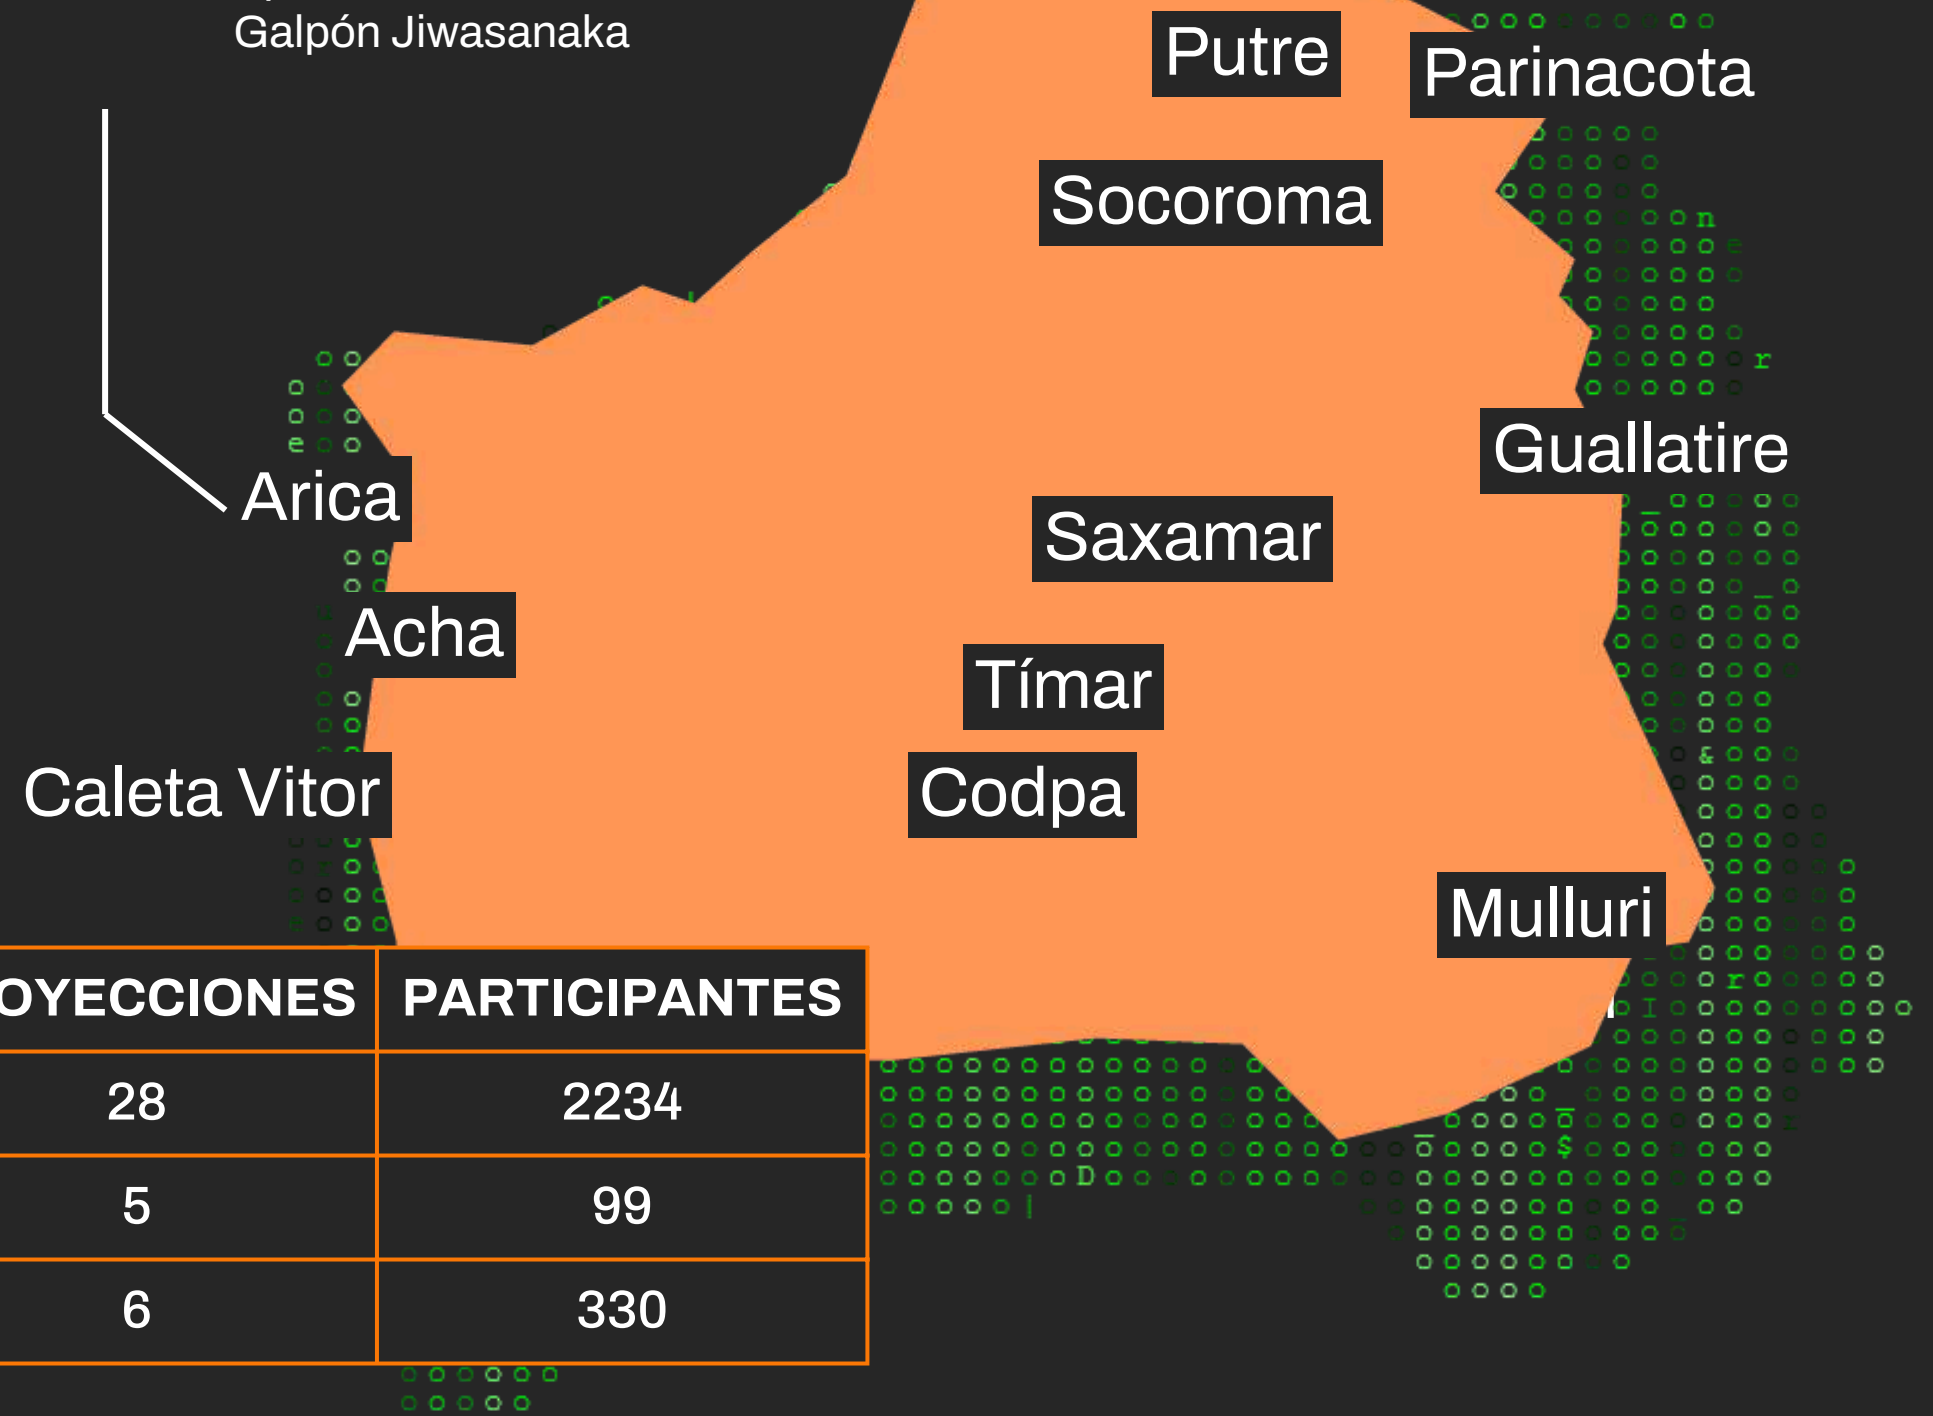 Galpón Jiwasanaka
Putre
Parinacota
Socoroma
Guallatire
Arica
Saxamar
Acha
Tímar
Caleta Vitor
Codpa
Mulluri
OYECCIONES PARTICIPANTES
28 2234
5 99
6 330